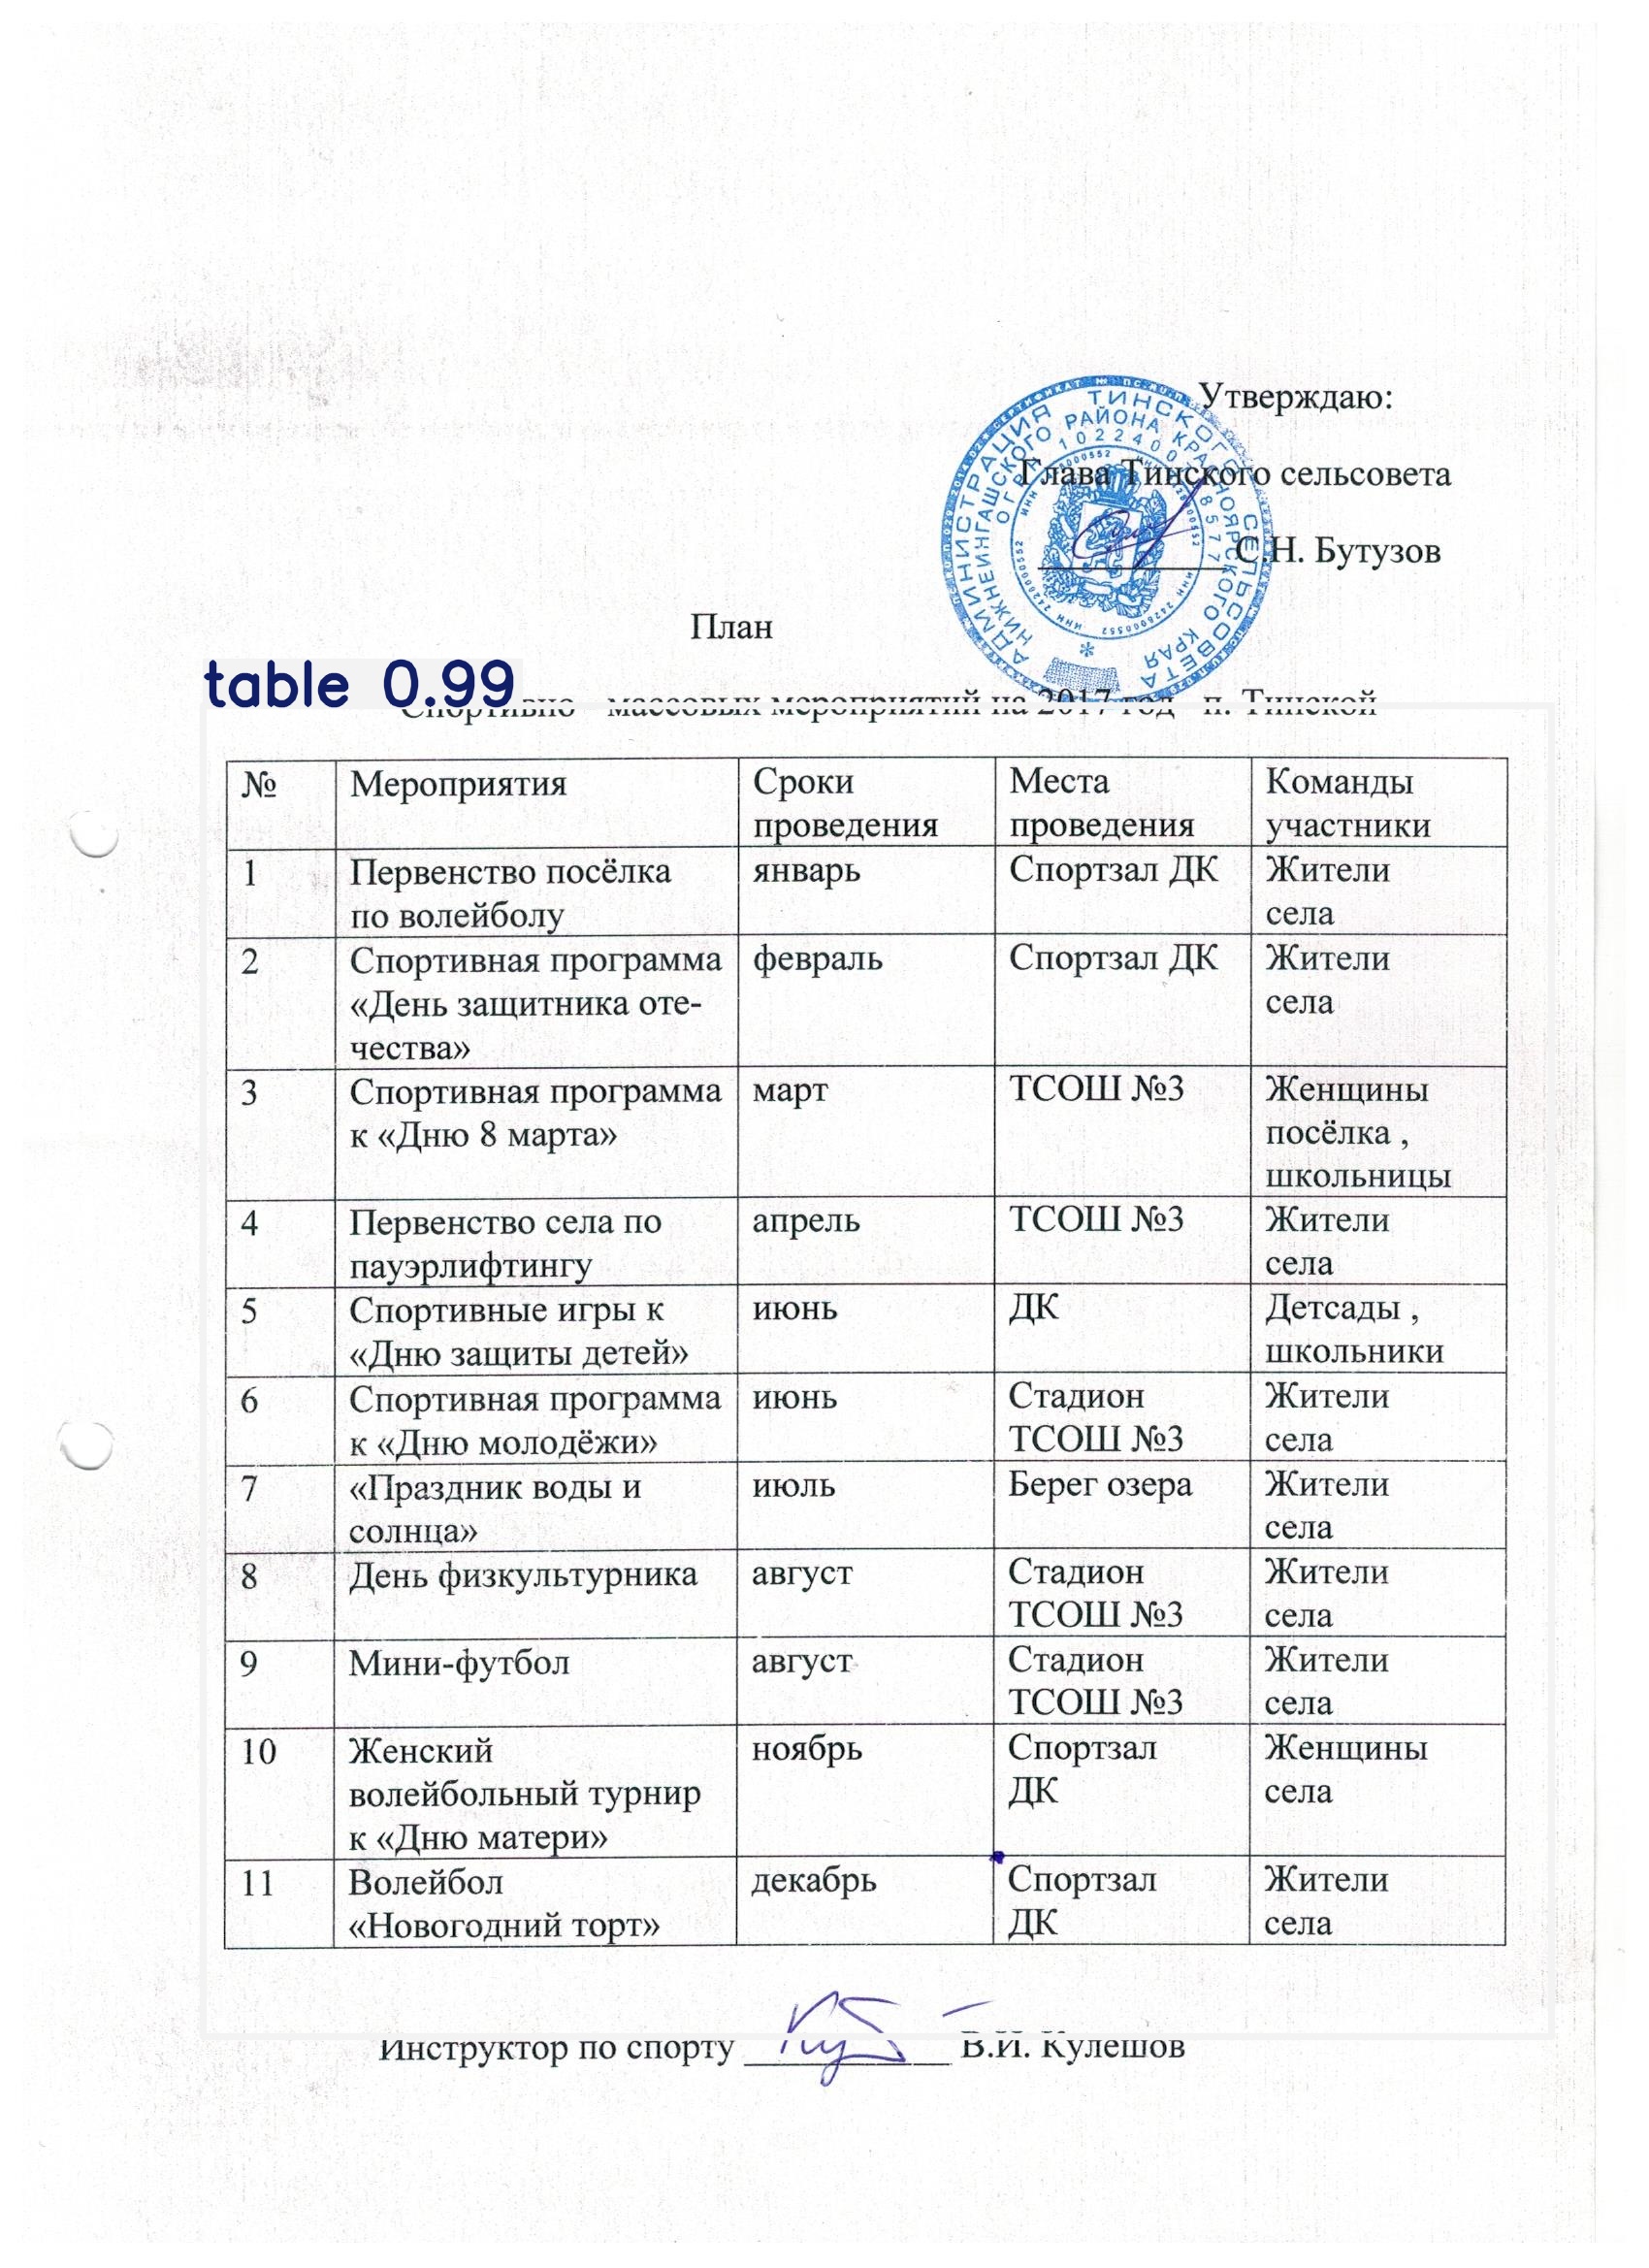 Утверждаю:
Глава Тинского сельсовета
С.Н. Бутузов
АДМИНИСТРАЦИЯ ТИНСКОГО СЕЛЬСОВЕТА
НИЖНЕИНГАШСКОГО РАЙОНА КРАСНОЯРСКОГО КРАЯ
План
table 0.99
Спортивно – массовых мероприятий на 2017 год п. Тинской
№ Мероприятия Сроки проведения Места проведения Команды участники
1 Первенство посёлка по волейболу январь Спортзал ДК Жители села
2 Спортивная программа «День защитника оте-чества» февраль Спортзал ДК Жители села
3 Спортивная программа к «Дню 8 марта» март ТСОШ №3 Женщины посёлка , школьницы
4 Первенство села по пауэрлифтингу апрель ТСОШ №3 Жители села
5 Спортивные игры к «Дню защиты детей» июнь ДК Детсады , школьники
6 Спортивная программа к «Дню молодёжи» июнь Стадион ТСОШ №3 Жители села
7 «Праздник воды и солнца» июль Берег озера Жители села
8 День физкультурника август Стадион ТСОШ №3 Жители села
9 Мини-футбол август Стадион ТСОШ №3 Жители села
10 Женский волейбольный турнир к «Дню матери» ноябрь Спортзал ДК Женщины села
11 Волейбол «Новогодний торт» декабрь Спортзал ДК Жители села
Инструктор по спорту В.И. Кулешов